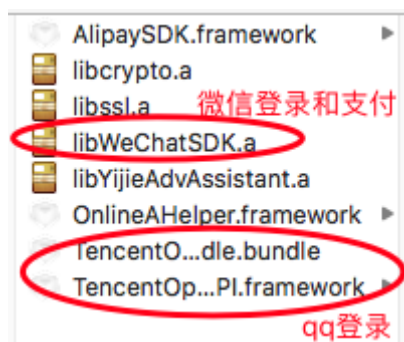 AlipaySDK.framework
libcrypto.a
libssl.a 微信登录和支付
libWeChatSDK.a
libYijieAdvAssistant.a
OnlineAHelper.framework
TencentO...dle.bundle
TencentOp...PI.framework
qq登录